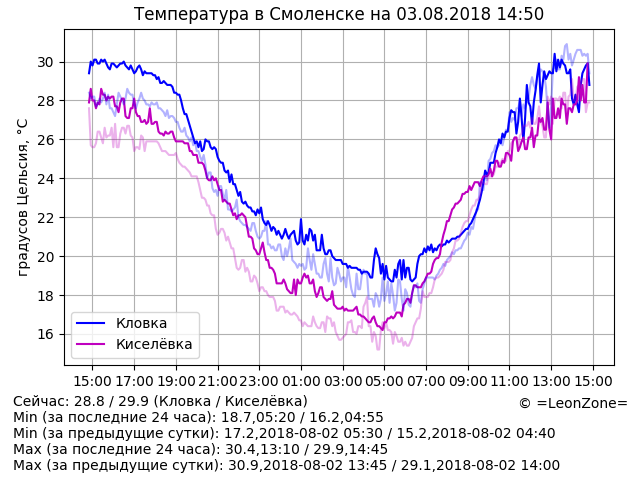 Температура в Смоленске на 03.08.2018 14:50
градусов Цельсия, °C
30
28
26
24
22
20
18
16
Кловка
Киселёвка
15:00 17:00 19:00 21:00 23:00 01:00 03:00 05:00 07:00 09:00 11:00 13:00 15:00
Сейчас: 28.8 / 29.9 (Кловка / Киселёвка)
© =LeonZone=
Min (за последние 24 часа): 18.7,05:20 / 16.2,04:55
Min (за предыдущие сутки): 17.2,2018-08-02 05:30 / 15.2,2018-08-02 04:40
Max (за последние 24 часа): 30.4,13:10 / 29.9,14:45
Max (за предыдущие сутки): 30.9,2018-08-02 13:45 / 29.1,2018-08-02 14:00